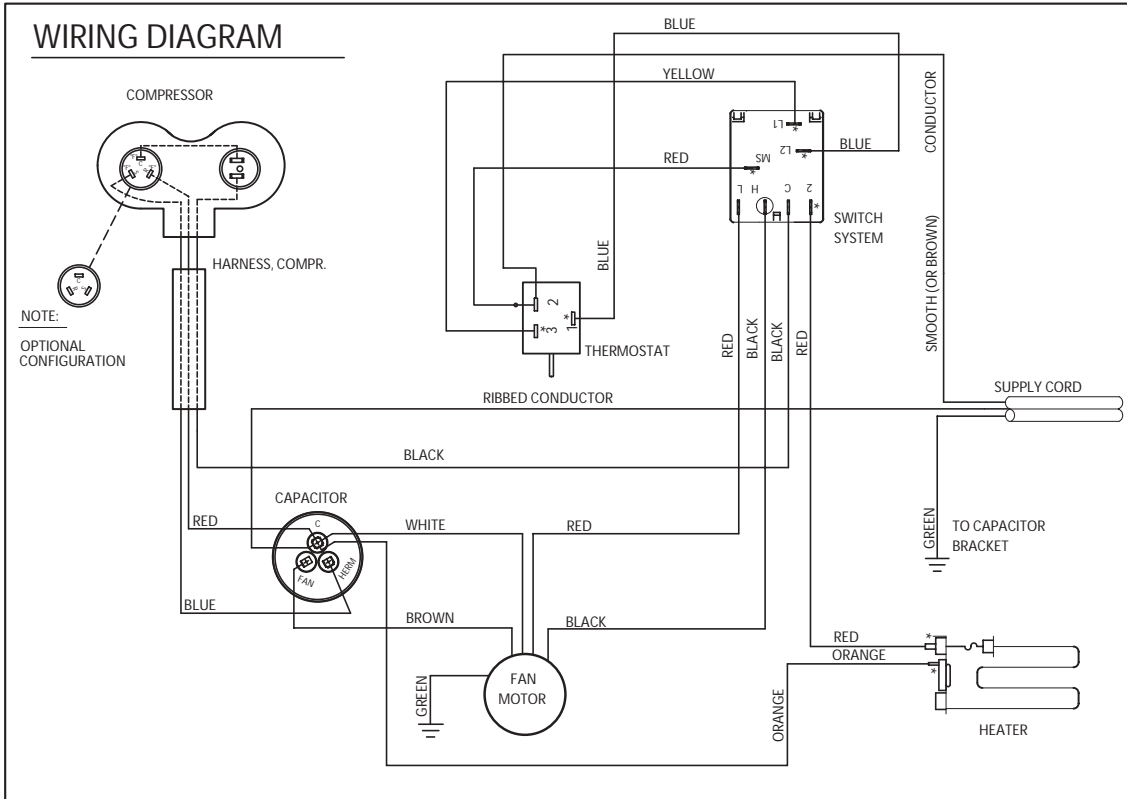 WIRING DIAGRAM
COMPRESSOR
BLUE
YELLOW
CONDUCTOR
L1
L2
BLUE
RED
MS
L
H
C
2
SWITCH
SYSTEM
C
HARNESS, COMPR.
BLUE
SMOOTH (OR BROWN)
C
NOTE:
OPTIONAL
CONFIGURATION
2
*3
*1
THERMOSTAT
RED
BLACK
BLACK
RED
SUPPLY CORD
RIBBED CONDUCTOR
BLACK
CAPACITOR
C
FAN
HERM
RED
WHITE
RED
GREEN
TO CAPACITOR
BRACKET
BLUE
BROWN
BLACK
RED
ORANGE
FAN
MOTOR
GREEN
ORANGE
HEATER